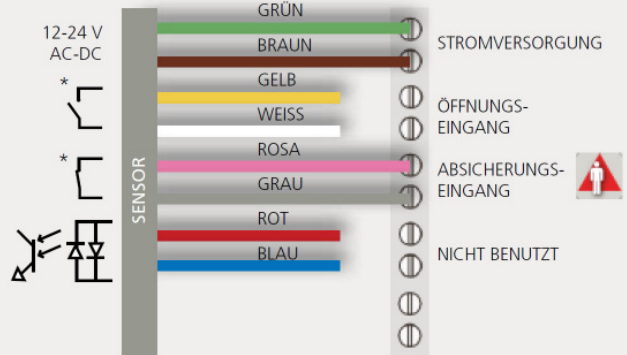 GRÜN
12-24 V
AC-DC
STROMVERSORGUNG
BRAUN
GELB
*
ÖFFNUNGS-
EINGANG
WEISS
ROSA
*
ABSICHERUNGS-
EINGANG
GRAU
SENSOR
ROT
BLAU
NICHT BENUTZT